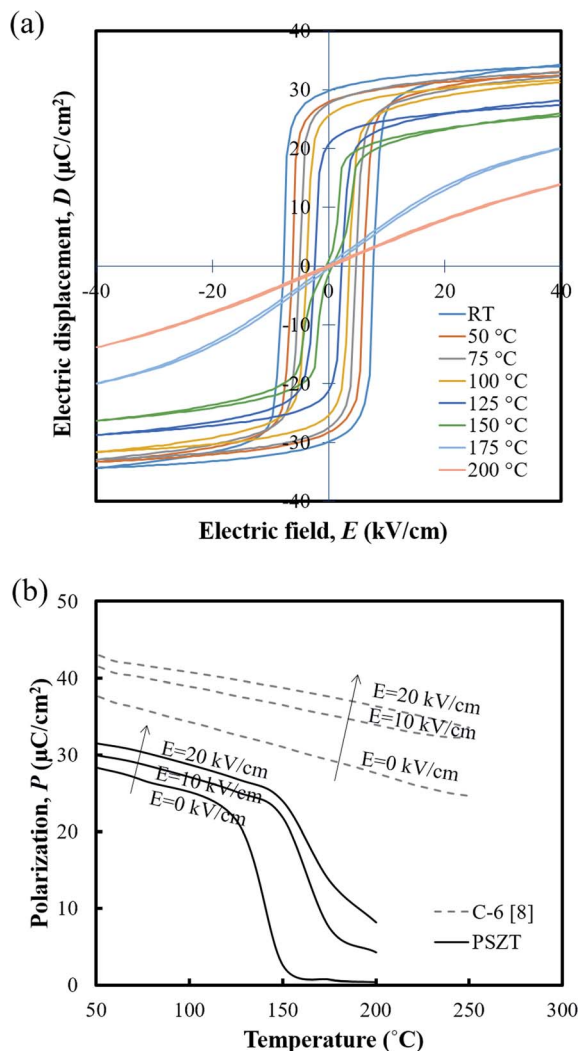 (a)
Electric displacement, D (µC/cm²)
40
30
20
10
0
-40
-20
0
20
40
-10
-20
-30
-40
RT
50 °C
75 °C
100 °C
125 °C
150 °C
175 °C
200 °C
Electric field, E (kV/cm)
(b)
Polarization, P (µC/cm²)
50
40
30
20
10
0
E=20 kV/cm
E=10 kV/cm
E=0 kV/cm
E=20 kV/cm
E=10 kV/cm
E=0 kV/cm
C-6 [8]
PSZT
50
100
150
200
250
300
Temperature (˚C)